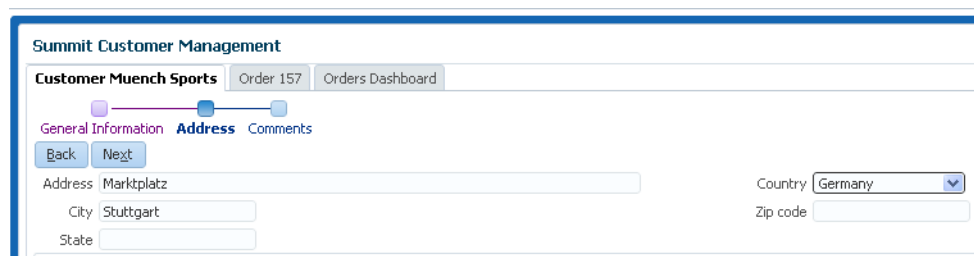 Summit Customer Management
Customer Muench Sports Order 157 Orders Dashboard
General Information Address Comments
Back Next
Address Marktplatz Country Germany
City Stuttgart Zip code
State